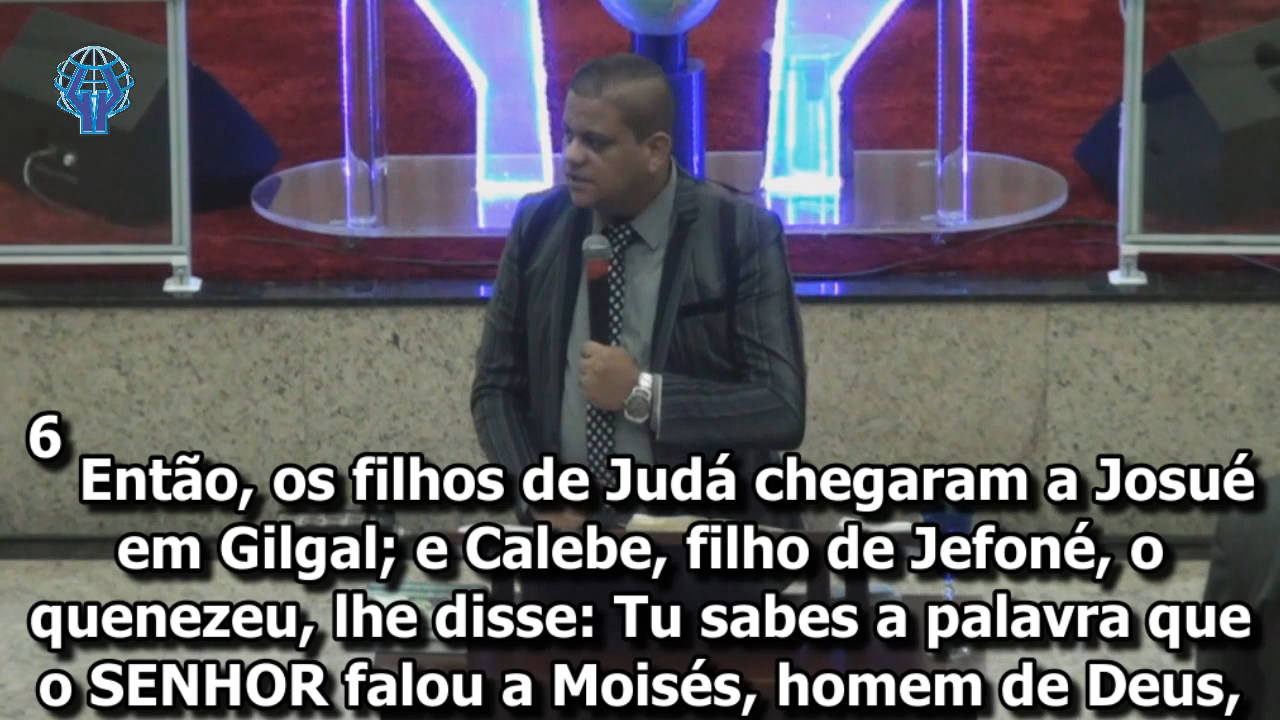 6
Então, os filhos de Judá chegaram a Josué
em Gilgal; e Calebe, filho de Jefoné, o
quenezeu, lhe disse: Tu sabes a palavra que
o SENHOR falou a Moisés, homem de Deus,